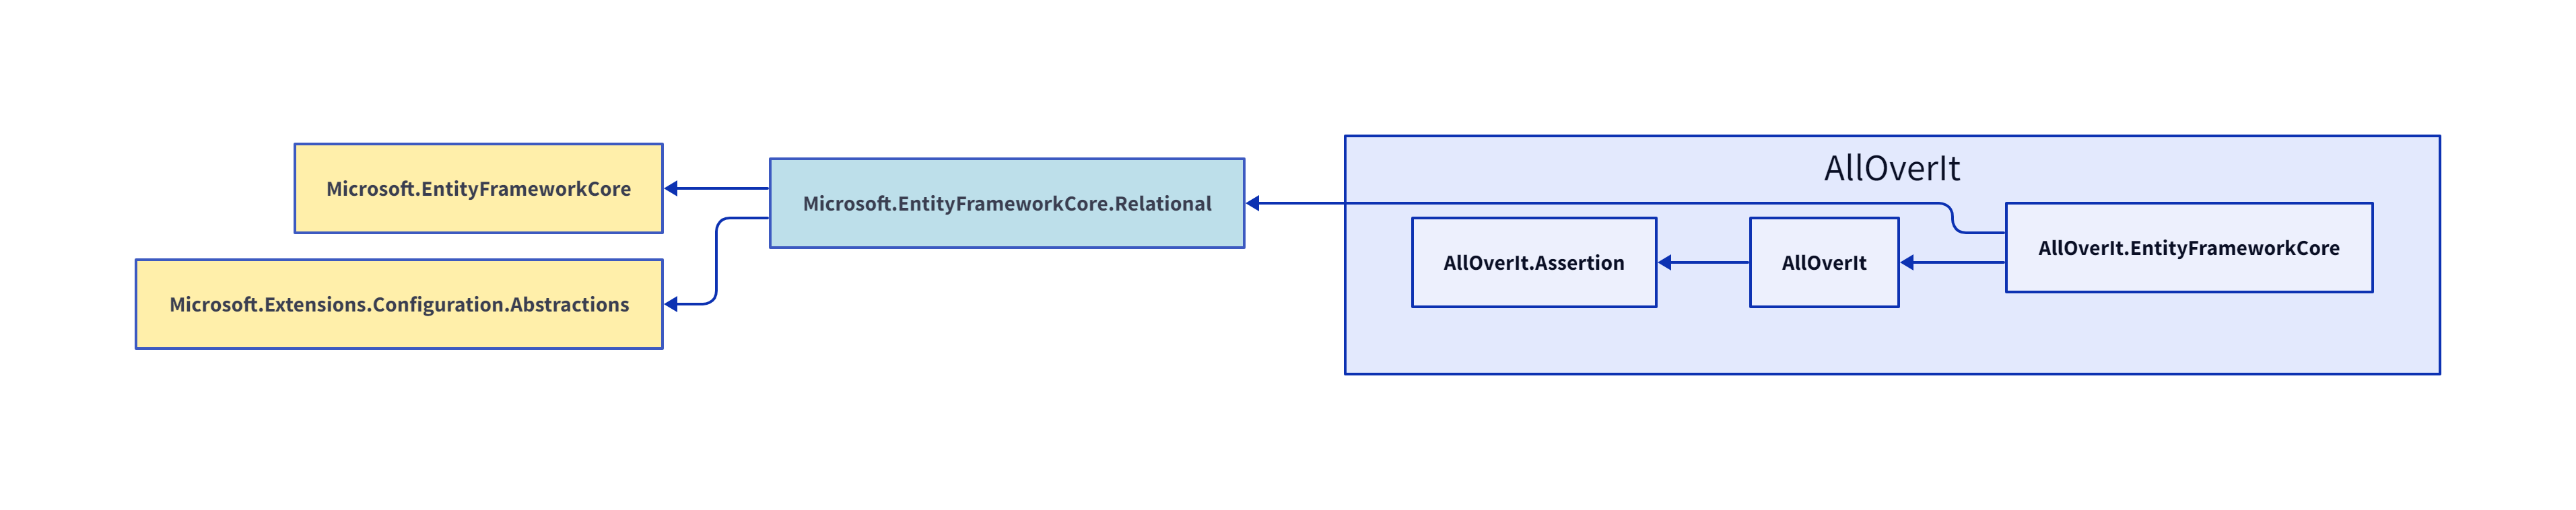 Microsoft.EntityFrameworkCore
Microsoft.Extensions.Configuration.Abstractions
Microsoft.EntityFrameworkCore.Relational
AllOverIt
AllOverIt.Assertion
AllOverIt
AllOverIt.EntityFrameworkCore